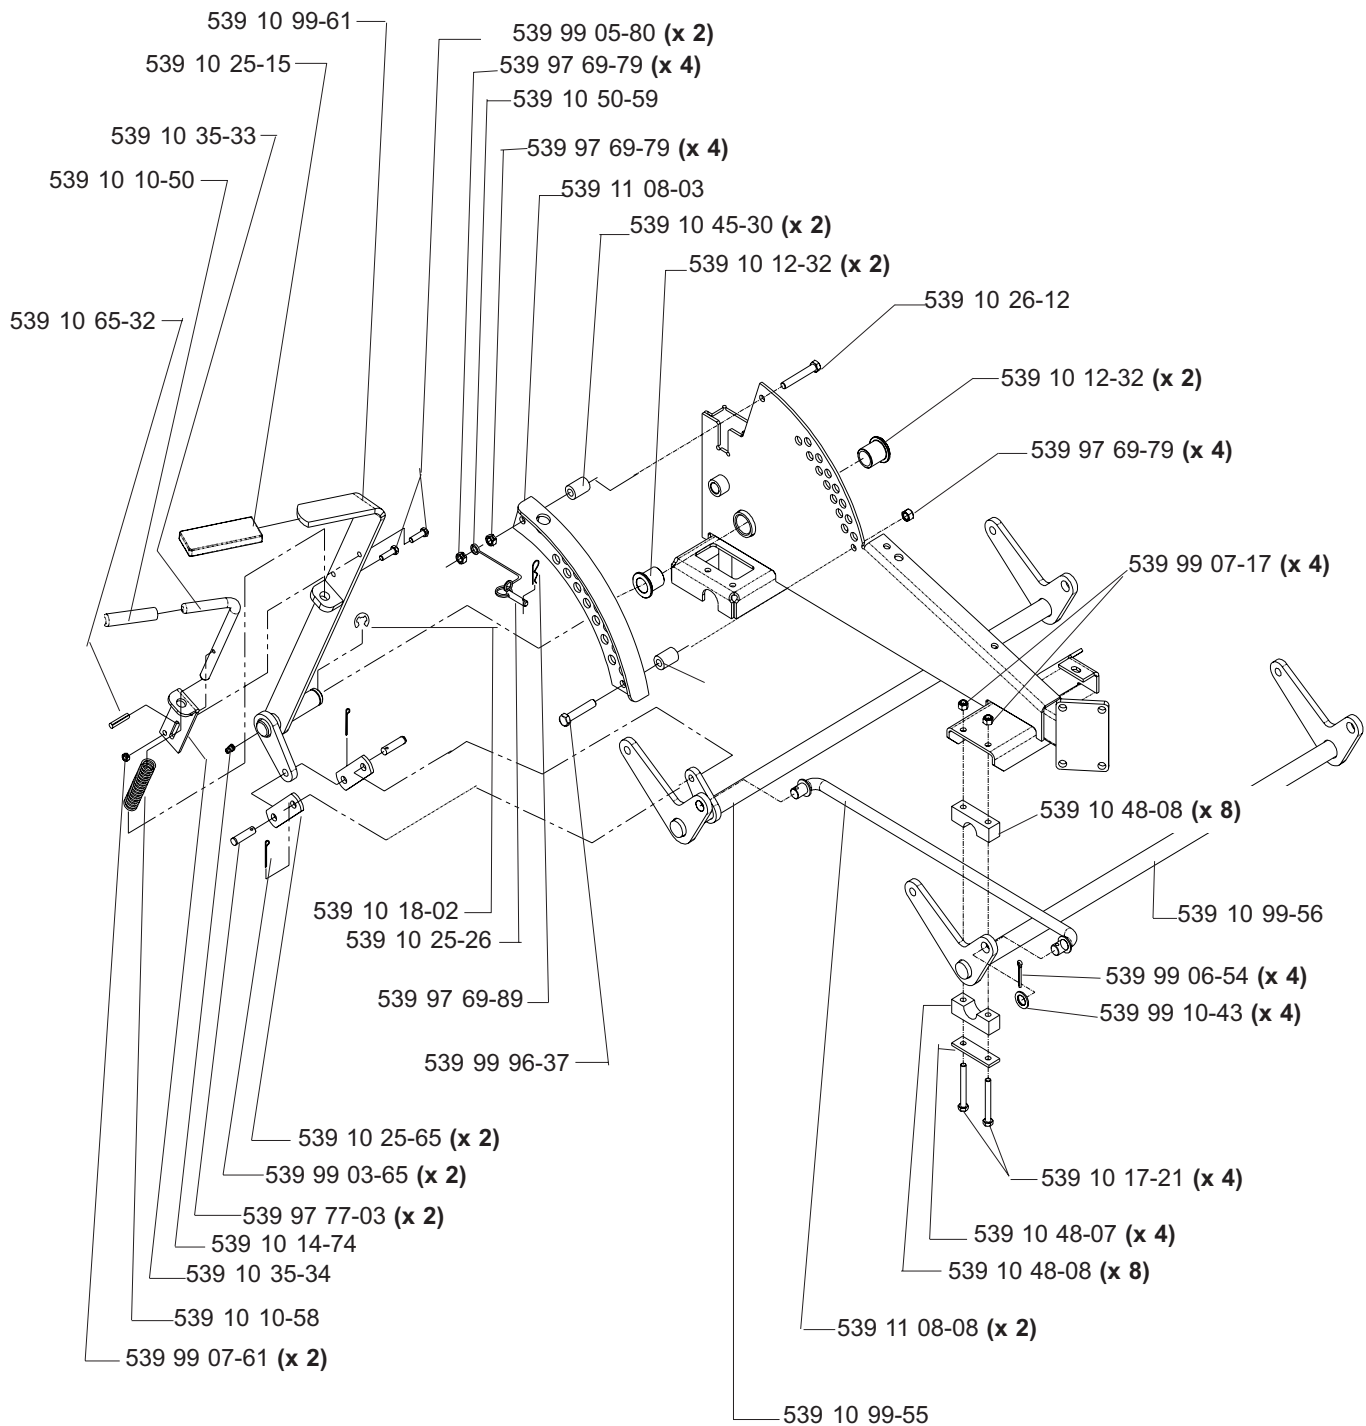 539 10 99-61
539 99 05-80 (x 2)
539 10 25-15
539 97 69-79 (x 4)
539 10 50-59
539 10 35-33
539 97 69-79 (x 4)
539 10 10-50
539 11 08-03
539 10 45-30 (x 2)
539 10 12-32 (x 2)
539 10 26-12
539 10 65-32
539 10 12-32 (x 2)
539 97 69-79 (x 4)
539 99 07-17 (x 4)
539 10 48-08 (x 8)
539 10 18-02
539 10 99-56
539 10 25-26
539 99 06-54 (x 4)
539 97 69-89
539 99 10-43 (x 4)
539 99 96-37
539 10 25-65 (x 2)
539 99 03-65 (x 2)
539 10 17-21 (x 4)
539 97 77-03 (x 2)
539 10 48-07 (x 4)
539 10 14-74
539 10 35-34
539 10 48-08 (x 8)
539 10 10-58
539 11 08-08 (x 2)
539 99 07-61 (x 2)
539 10 99-55